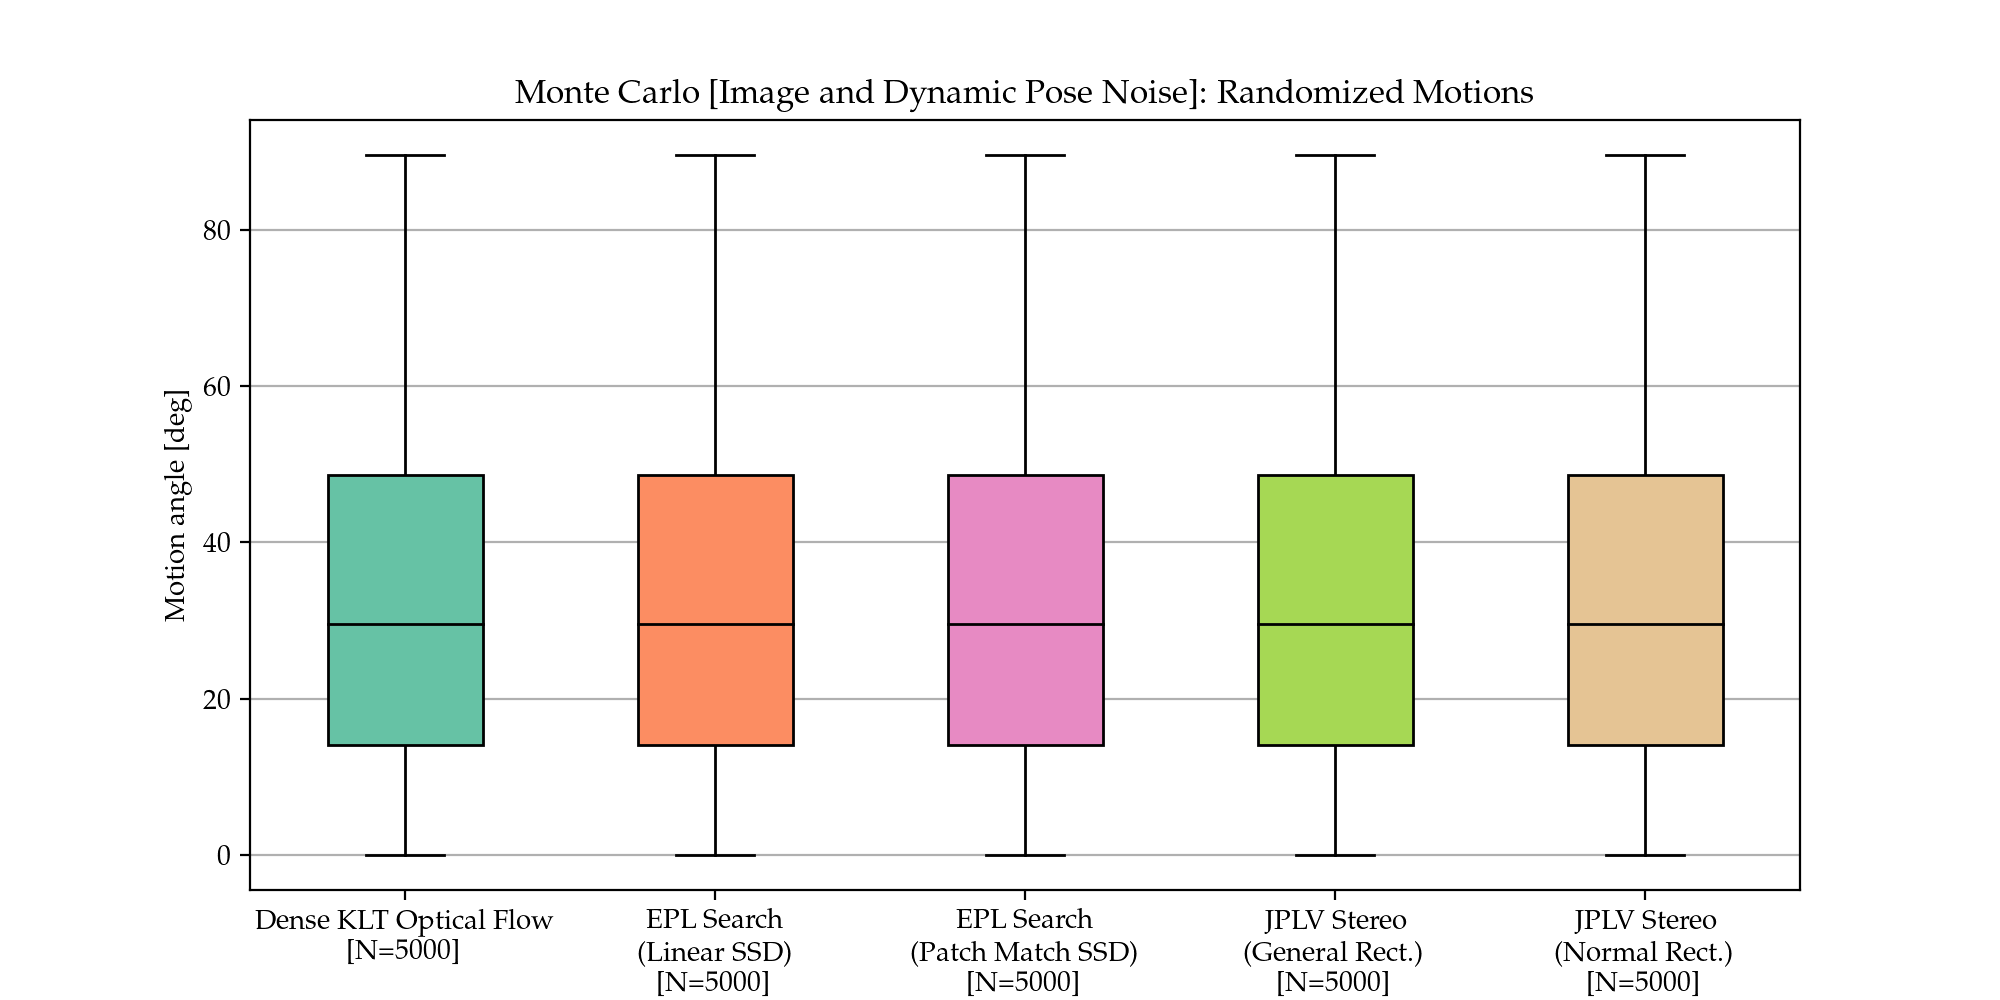 Monte Carlo [Image and Dynamic Pose Noise]: Randomized Motions
Motion angle [deg]
80
60
40
20
0
Dense KLT Optical Flow
[N=5000]
EPL Search
(Linear SSD)
[N=5000]
EPL Search
(Patch Match SSD)
[N=5000]
JPLV Stereo
(General Rect.)
[N=5000]
JPLV Stereo
(Normal Rect.)
[N=5000]